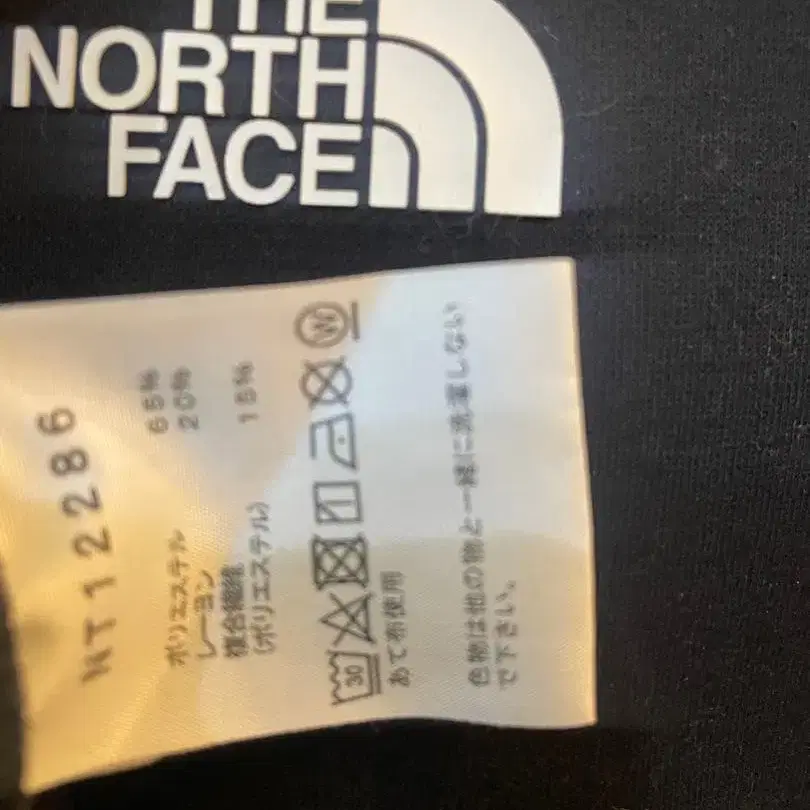 THE
NORTH
FACE
NT12286
ポリエステル 65%
レーヨン 20%
複合繊維
(ポリエステル) 15%
30
W
あて布使用
色物は他の物と一緒に洗濯しない
で下さい。